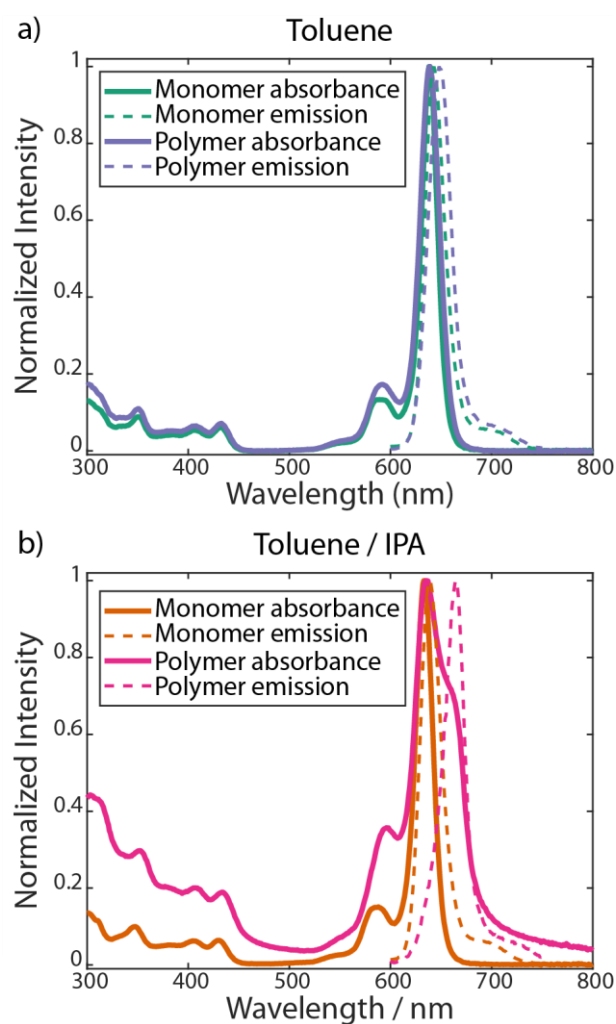 a)
Toluene
Normalized Intensity
1
0.8
0.6
0.4
0.2
0
Monomer absorbance
Monomer emission
Polymer absorbance
Polymer emission
300 400 500 600 700 800
Wavelength (nm)
b)
Toluene / IPA
Normalized Intensity
1
0.8
0.6
0.4
0.2
0
Monomer absorbance
Monomer emission
Polymer absorbance
Polymer emission
300 400 500 600 700 800
Wavelength / nm